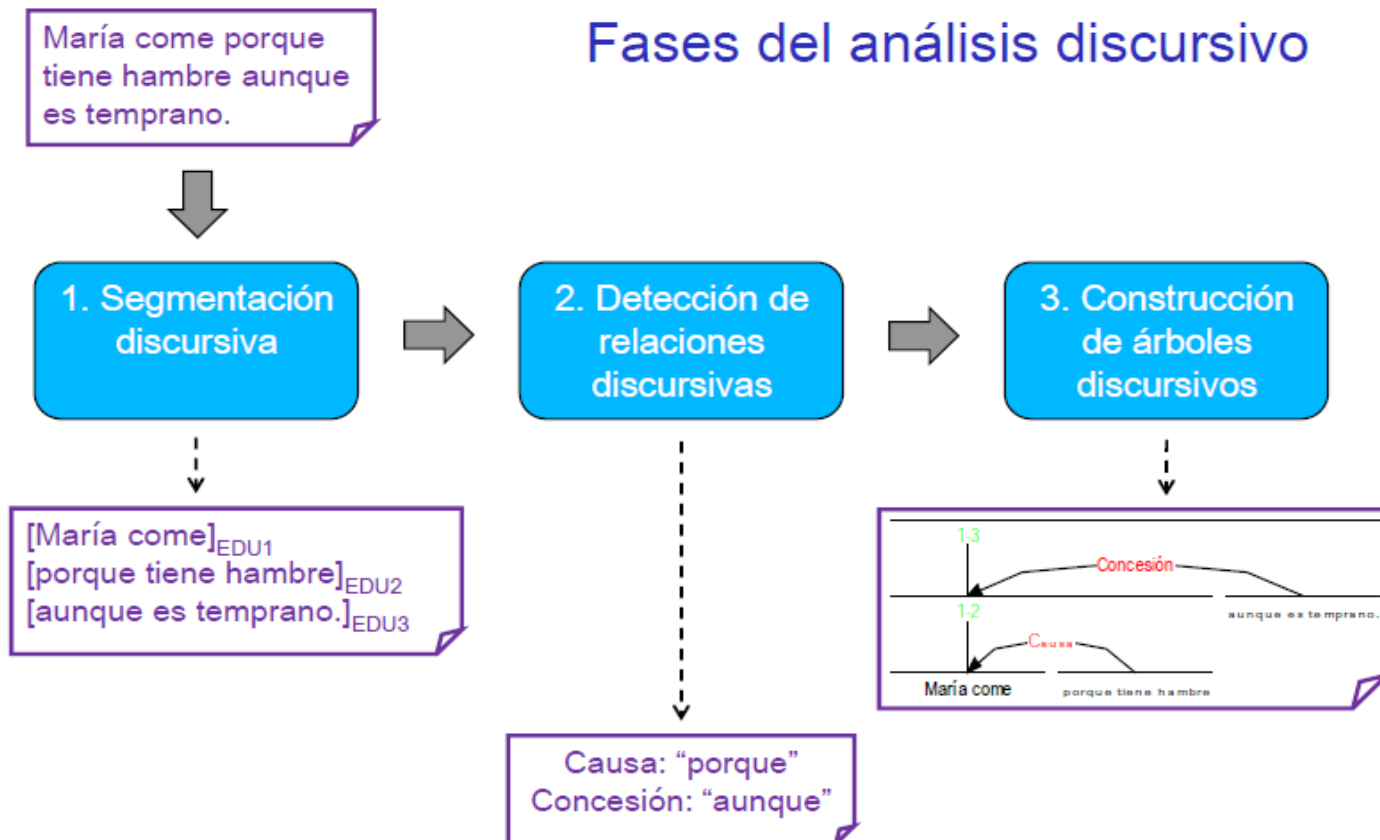 Fases del análisis discursivo
María come porque
tiene hambre aunque
es temprano.
1. Segmentación
discursiva
2. Detección de
relaciones
discursivas
3. Construcción
de árboles
discursivos
[María come]EDU1
[porque tiene hambre]EDU2
[aunque es temprano.]EDU3
Causa: “porque”
Concesión: “aunque”
1-3
Concesión
aunque es temprano.
1-2
Causa
María come
porque tiene hambre